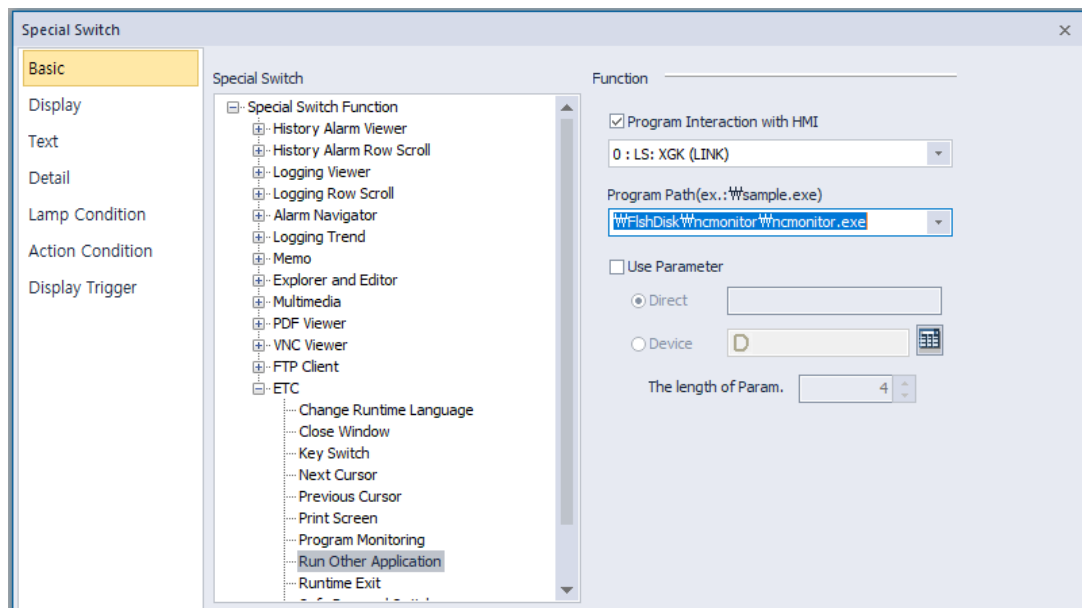 Special Switch
Basic
Display
Text
Detail
Lamp Condition
Action Condition
Display Trigger
Special Switch
Special Switch Function
History Alarm Viewer
History Alarm Row Scroll
Logging Viewer
Logging Row Scroll
Alarm Navigator
Logging Trend
Memo
Explorer and Editor
Multimedia
PDF Viewer
VNC Viewer
FTP Client
ETC
Change Runtime Language
Close Window
Key Switch
Next Cursor
Previous Cursor
Print Screen
Program Monitoring
Run Other Application
Runtime Exit
Function
Program Interaction with HMI
0 : LS: XGK (LINK)
Program Path(ex.:₩sample.exe)
₩FlshDisk₩ncmonitor₩ncmonitor.exe
Use Parameter
Direct
Device
D
The length of Param.
4